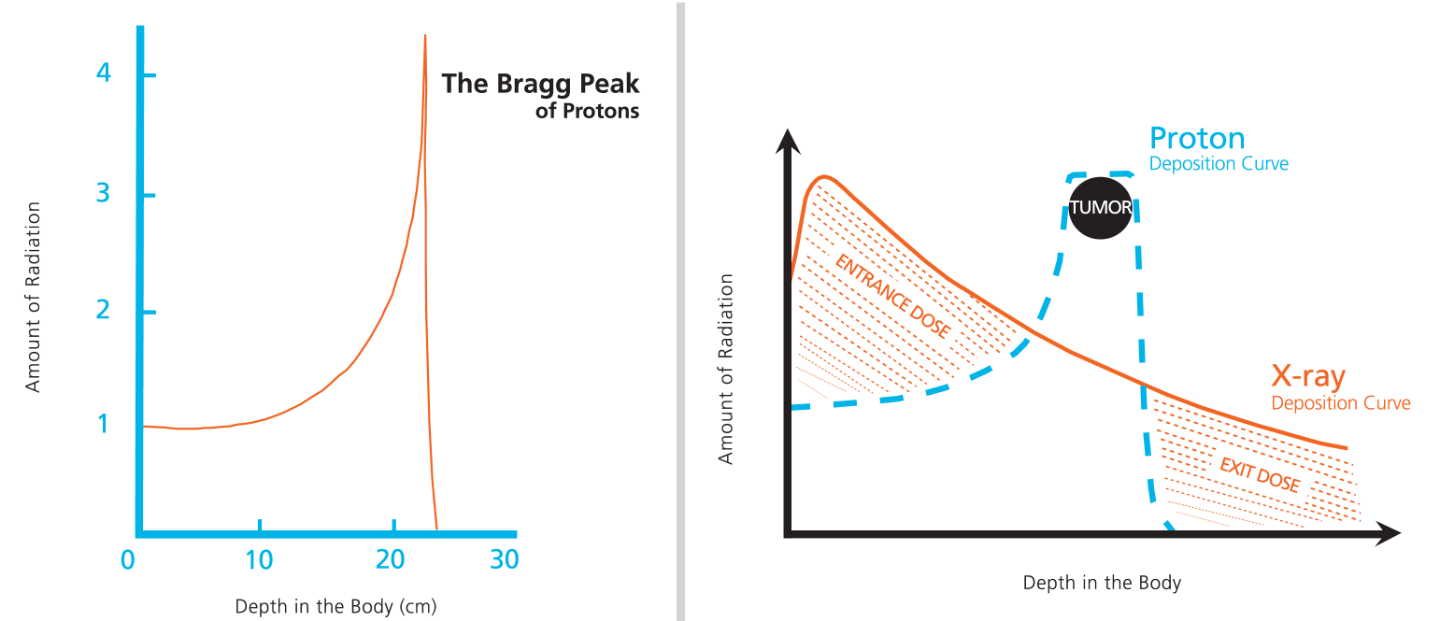 4
3
2
1
0
10
20
30
Amount of Radiation
Depth in the Body (cm)
The Bragg Peak
of Protons
Proton
Deposition Curve
TUMOR
ENTRANCE DOSE
X-ray
Deposition Curve
EXIT DOSE
Amount of Radiation
Depth in the Body